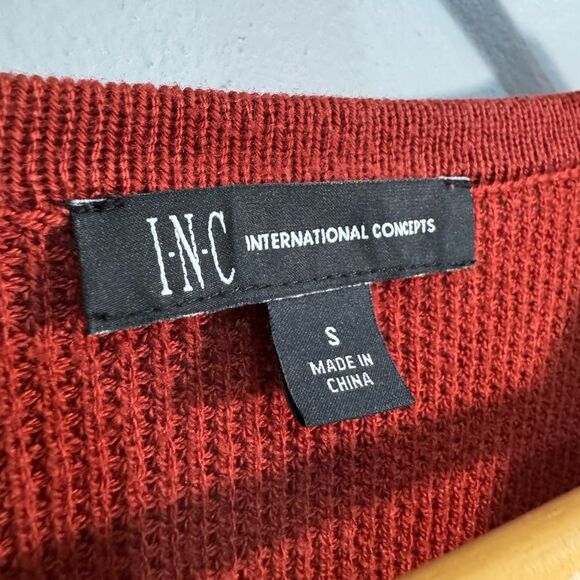 I·N·C INTERNATIONAL CONCEPTS
S
MADE IN
CHINA